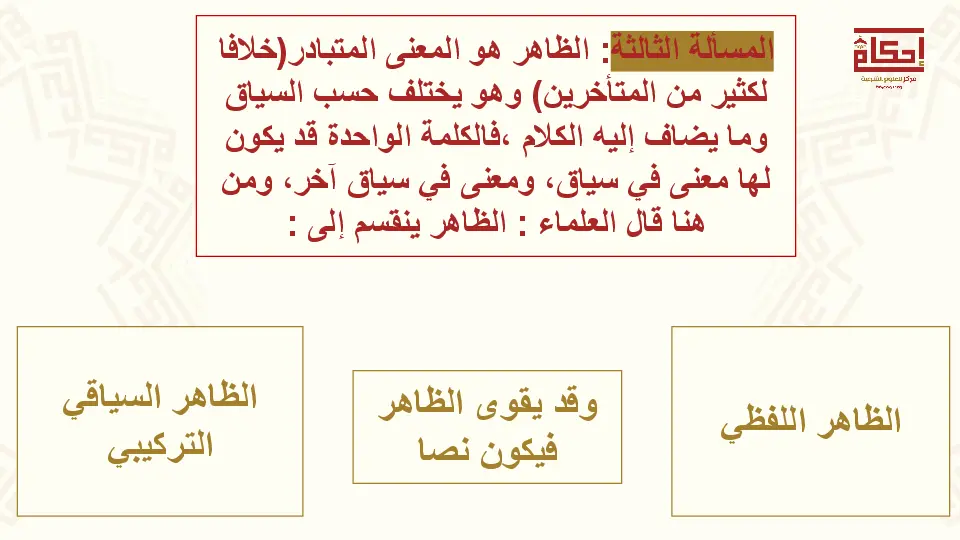 إحكام
مركز للعلوم الشرعية
المسألة الثالثة: الظاهر هو المعنى المتبادر(خلافا
لكثير من المتأخرين) وهو يختلف حسب السياق
وما يضاف إليه الكلام ،فالكلمة الواحدة قد يكون
لها معنى في سياق، ومعنى في سياق آخر، ومن
هنا قال العلماء : الظاهر ينقسم إلى :
الظاهر اللفظي
وقد يقوى الظاهر
فيكون نصا
الظاهر السياقي
التركيبي